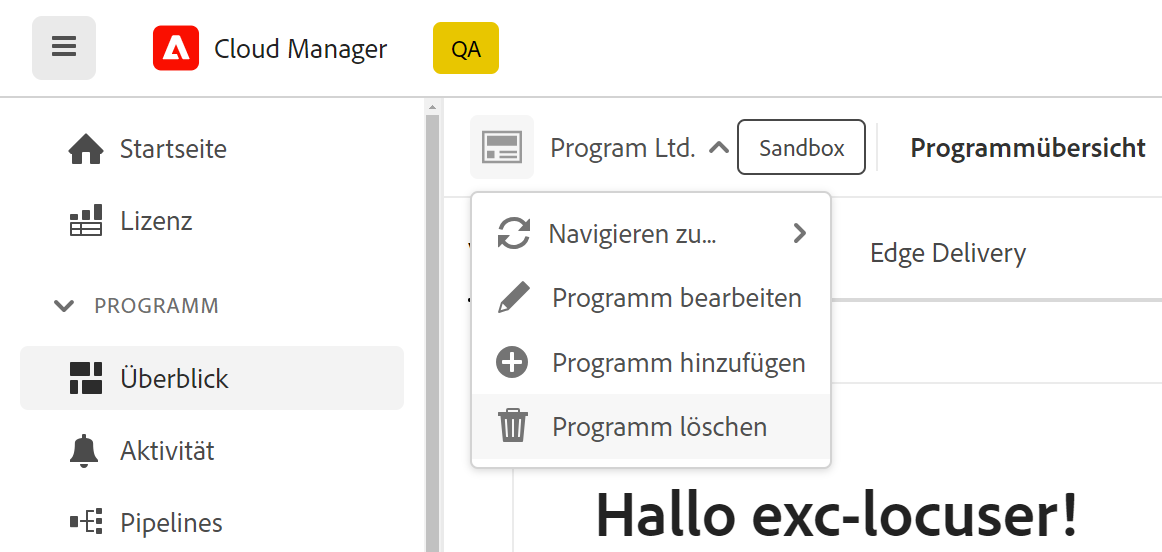 Cloud Manager QA
Startseite
Lizenz
PROGRAMM
Überblick
Aktivität
Pipelines
Program Ltd. Sandbox Programmübersicht
Navigieren zu...
Programm bearbeiten
Programm hinzufügen
Programm löschen
Edge Delivery
Hallo exc-locuser!